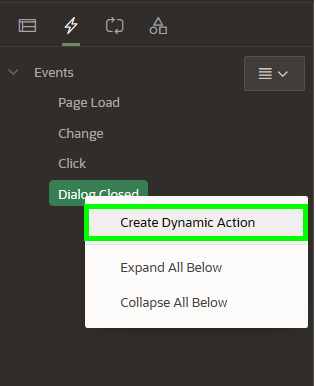 Events
Page Load
Change
Click
Dialog Closed
Create Dynamic Action
Expand All Below
Collapse All Below